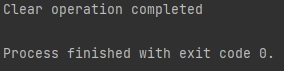 Clear operation completed
Process finished with exit code 0.